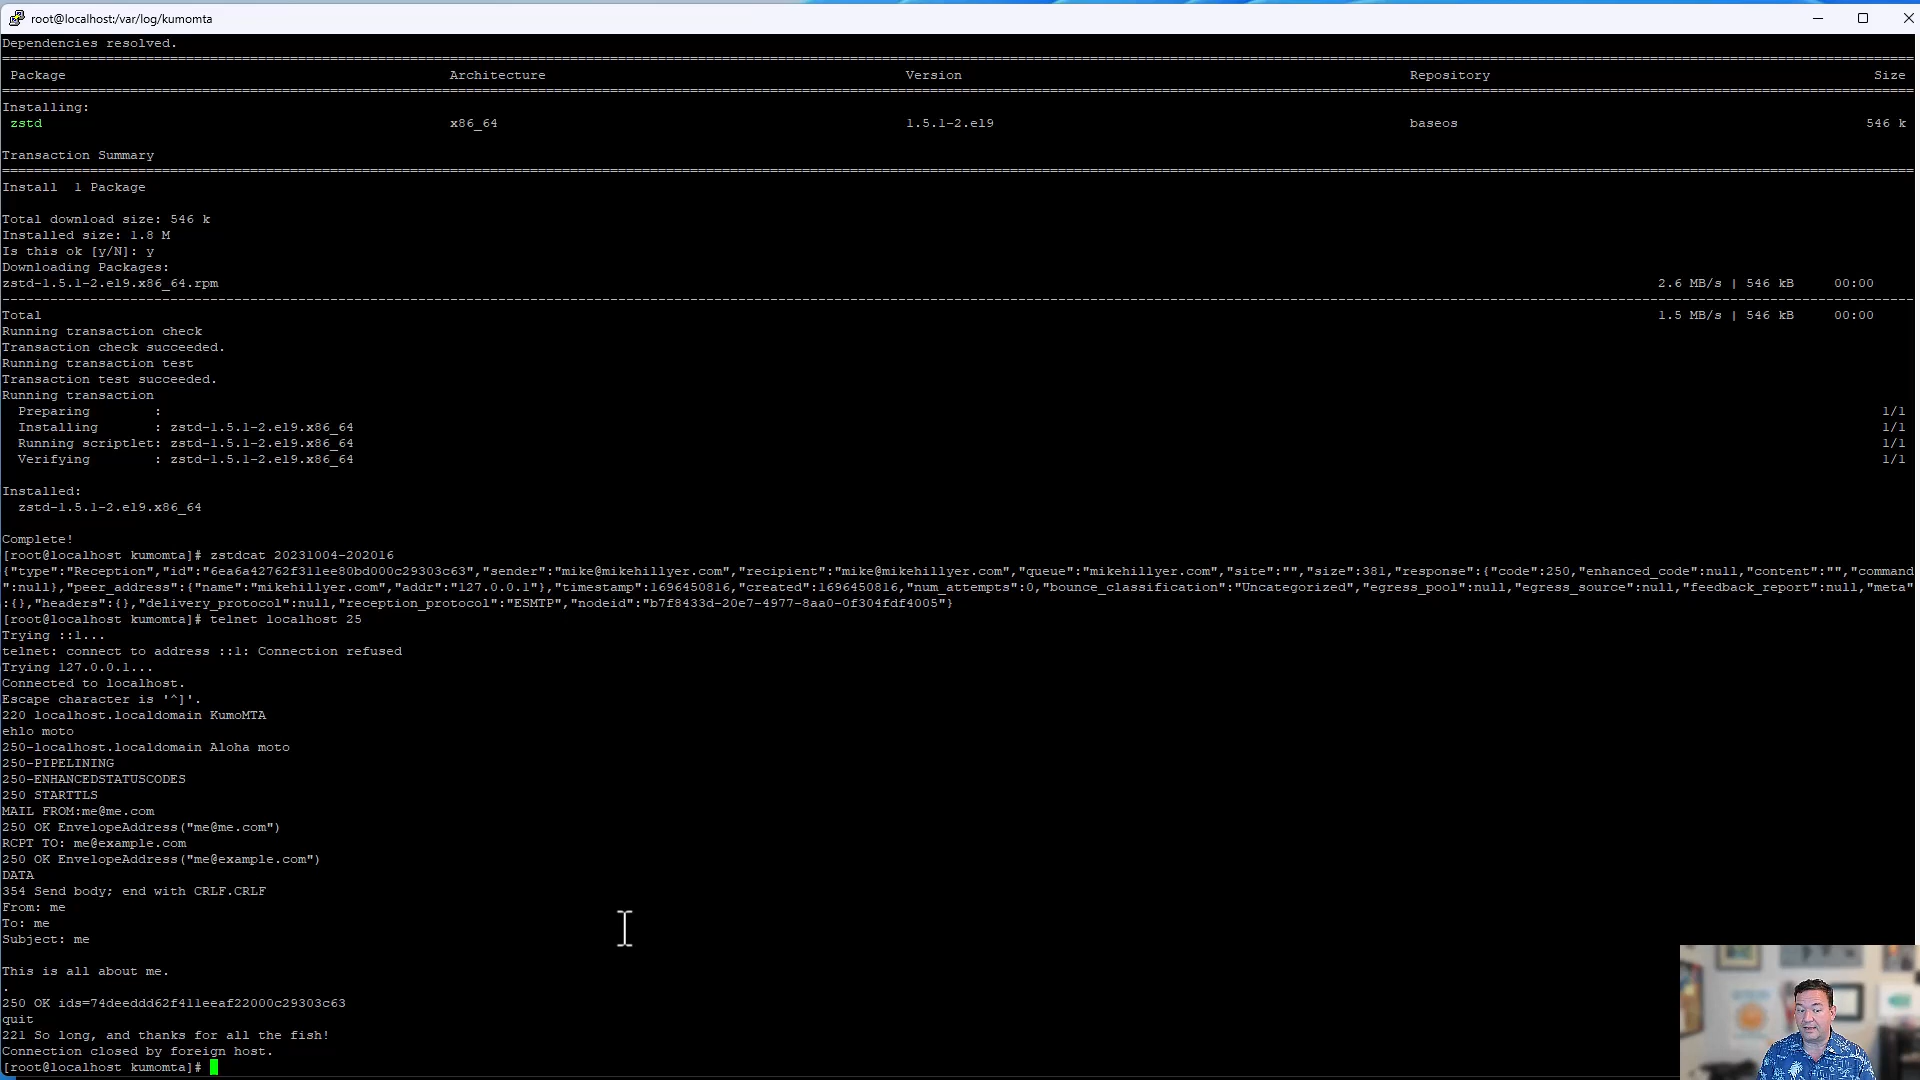 root@localhost:/var/log/kumomta
Dependencies resolved.
Package Architecture Version Repository Size
Installing:
zstd x86_64 1.5.1-2.el9 baseos 546 k
Transaction Summary
Install  1 Package
Total download size: 546 k
Installed size: 1.8 M
Is this ok [y/N]: y
Downloading Packages:
zstd-1.5.1-2.el9.x86_64.rpm 2.6 MB/s | 546 kB 00:00
Total 1.5 MB/s | 546 kB 00:00
Running transaction check
Transaction check succeeded.
Running transaction test
Transaction test succeeded.
Running transaction
Preparing : 1/1
Installing : zstd-1.5.1-2.el9.x86_64 1/1
Running scriptlet: zstd-1.5.1-2.el9.x86_64 1/1
Verifying : zstd-1.5.1-2.el9.x86_64 1/1
Installed:
zstd-1.5.1-2.el9.x86_64
Complete!
[root@localhost kumomta]# zstdcat 20231004-202016
{"type":"Reception","id":"6ea6a42762f311ee80bd000c29303c63","sender":"mike@mikehillyer.com","recipient":"mike@mikehillyer.com","queue":"mikehillyer.com","site":"","size":381,"response":{"code":250,"enhanced_code":null,"content":"","command
":null},"peer_address":{"name":"mikehillyer.com","addr":"127.0.0.1"},"timestamp":1696450816,"created":1696450816,"num_attempts":0,"bounce_classification":"Uncategorized","egress_pool":null,"egress_source":null,"feedback_report":null,"meta"
:{},"headers":{},"delivery_protocol":null,"reception_protocol":"ESMTP","nodeid":"b7f8433d-20e7-4977-8aa0-0f304fdf4005"}
[root@localhost kumomta]# telnet localhost 25
Trying ::1...
telnet: connect to address ::1: Connection refused
Trying 127.0.0.1...
Connected to localhost.
Escape character is '^]'.
220 localhost.localdomain KumoMTA
ehlo moto
250-localhost.localdomain Aloha moto
250-PIPELINING
250-ENHANCEDSTATUSCODES
250 STARTTLS
MAIL FROM:me@me.com
250 OK EnvelopeAddress("me@me.com")
RCPT TO: me@example.com
250 OK EnvelopeAddress("me@example.com")
DATA
354 Send body; end with CRLF.CRLF
From: me
To: me
Subject: me
This is all about me.
.
250 OK ids=74deeddd62f411eeaf22000c29303c63
quit
221 So long, and thanks for all the fish!
Connection closed by foreign host.
[root@localhost kumomta]#